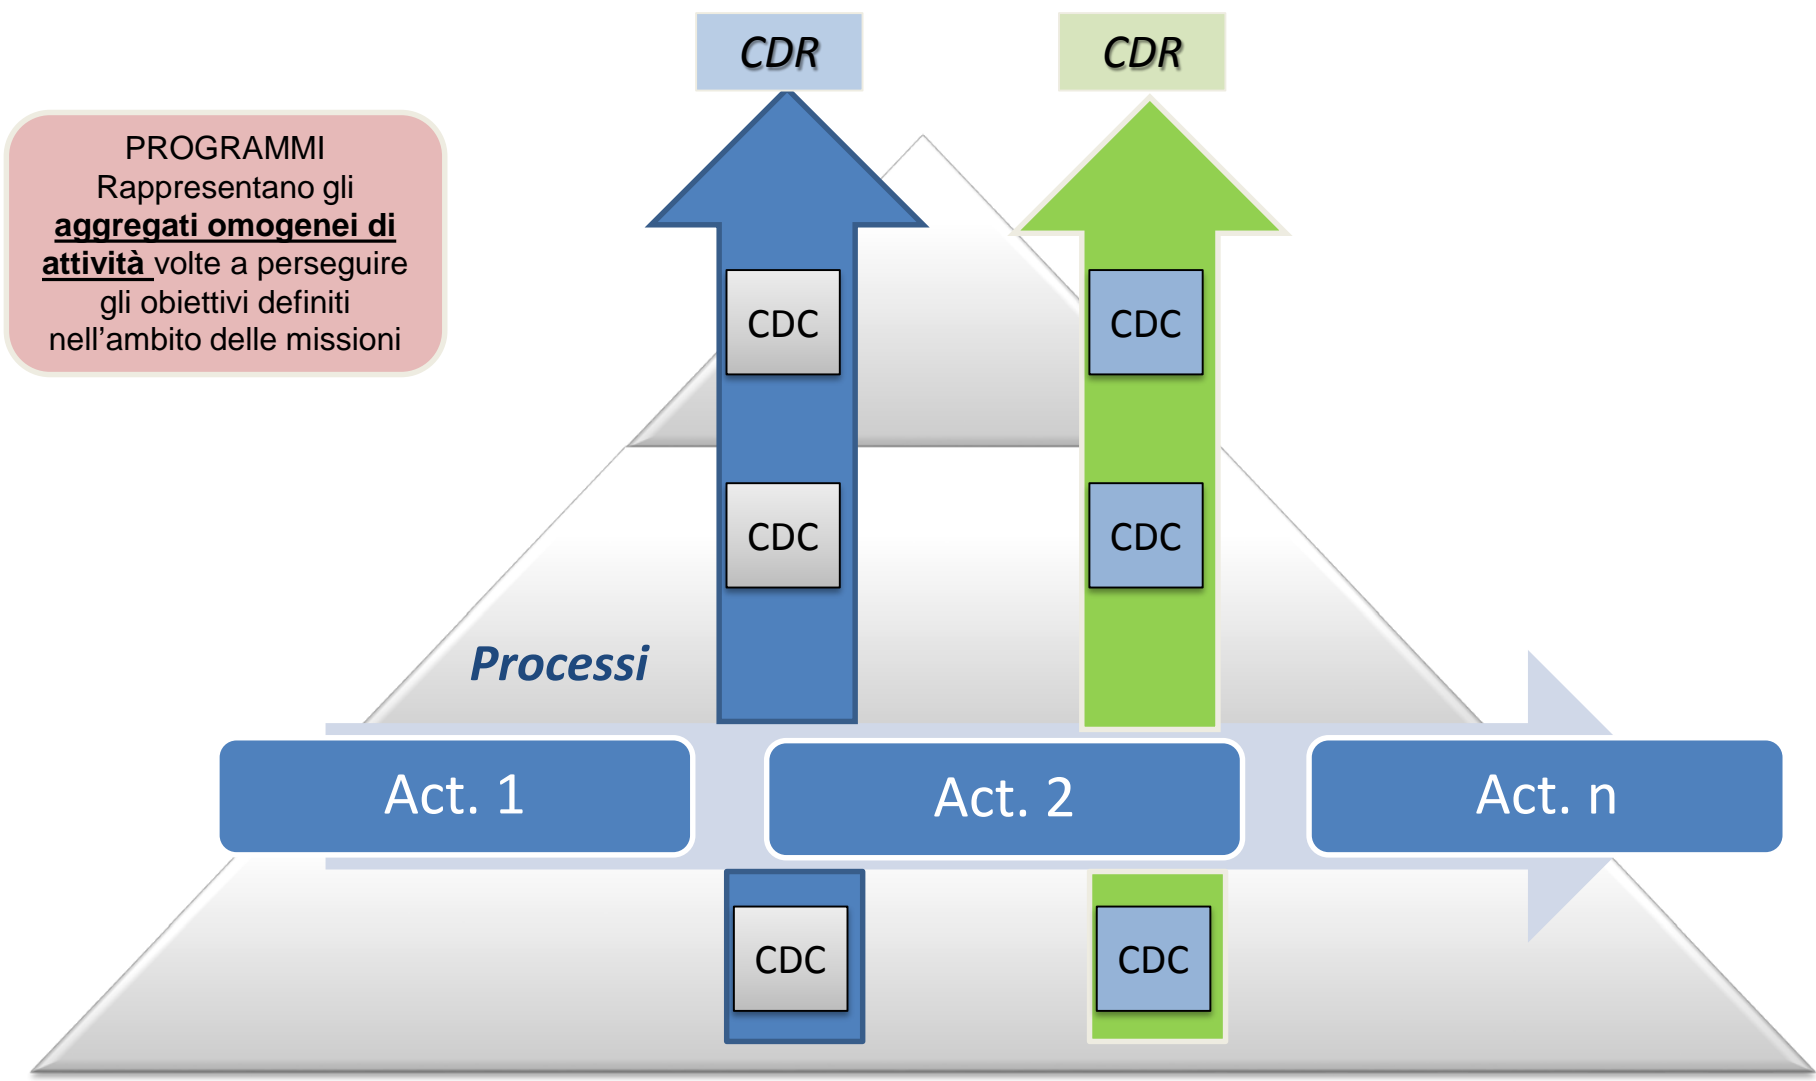 CDR
CDR
PROGRAMMI
Rappresentano gli
aggregati omogenei di
attività volte a perseguire
gli obiettivi definiti
nell’ambito delle missioni
CDC
CDC
CDC
CDC
Processi
Act. 1
Act. 2
Act. n
CDC
CDC